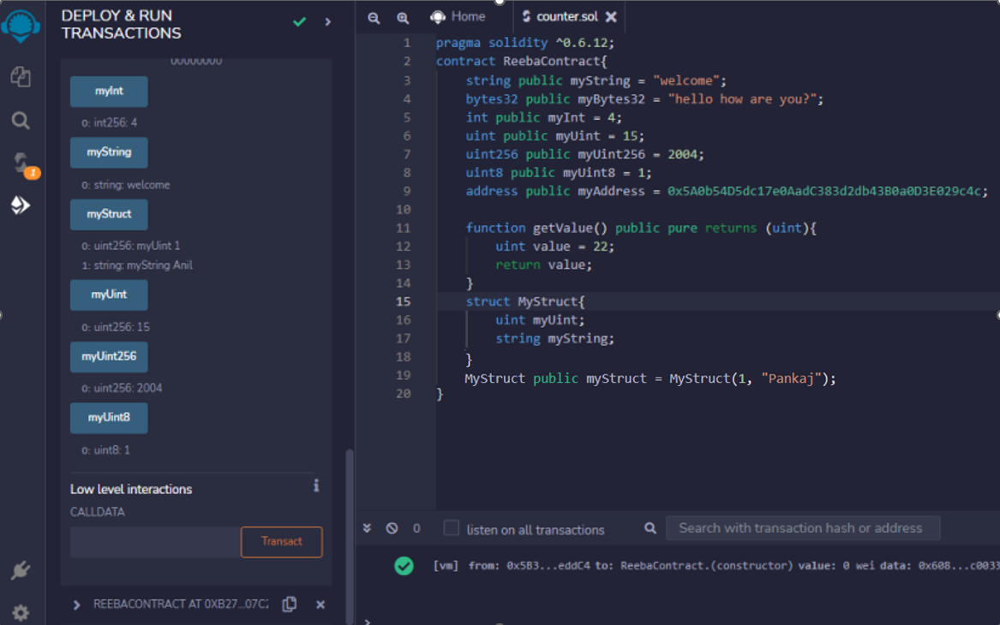 DEPLOY & RUN
TRANSACTIONS
00000000
myInt
0: int256: 4
myString
0: string: welcome
myStruct
0: uint256: myUint 1
1: string: myString Anil
myUint
0: uint256: 15
myUint256
0: uint256: 2004
myUint8
0: uint8: 1
Low level interactions
CALLDATA
Transact
REEBACONTRACT AT 0XB27...07C2
1
Home
counter.sol
1 pragma solidity ^0.6.12;
2 contract ReebaContract{
3 string public myString = "welcome";
4 bytes32 public myBytes32 = "hello how are you?";
5 int public myInt = 4;
6 uint public myUint = 15;
7 uint256 public myUint256 = 2004;
8 uint8 public myUint8 = 1;
9 address public myAddress = 0x5A0b54D5dc17e0AadC383d2db43B0a0D3E029c4c;
10
11 function getValue() public pure returns (uint){
12 uint value = 22;
13 return value;
14 }
15 struct MyStruct{
16 uint myUint;
17 string myString;
18 }
19 MyStruct public myStruct = MyStruct(1, "Pankaj");
20 }
0 listen on all transactions Search with transaction hash or address
[vm] from: 0x5B3...eddC4 to: ReebaContract.(constructor) value: 0 wei data: 0x608...c0033